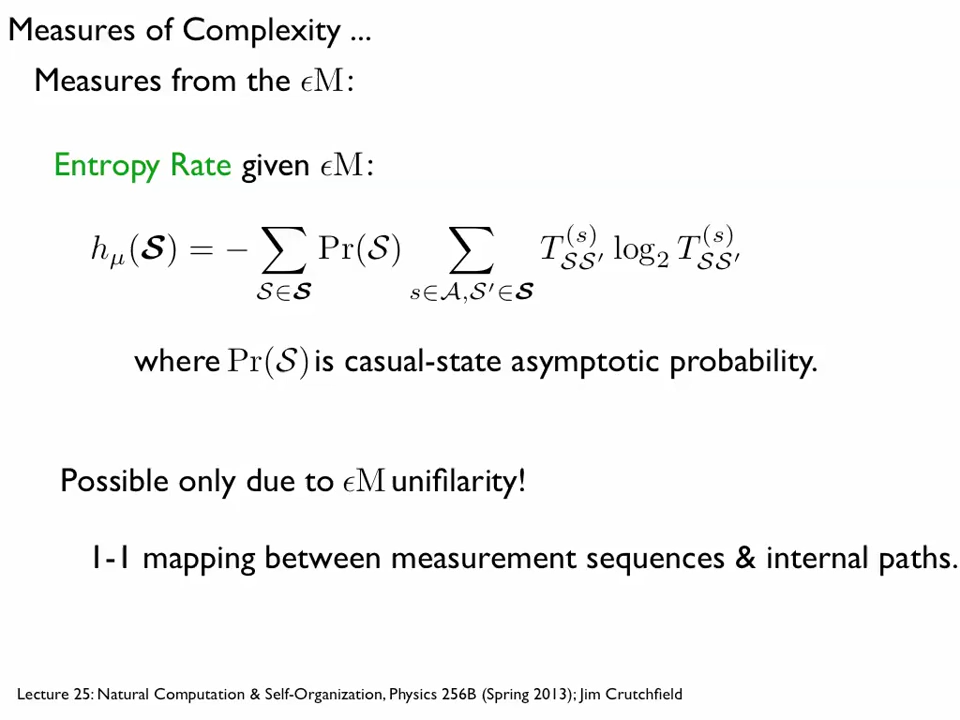 Measures of Complexity ...
Measures from the ϵM:
Entropy Rate given ϵM:
h_μ(𝓢) = − ∑_{𝒮∈𝓢} Pr(𝒮) ∑_{s∈𝒜,𝒮′∈𝓢} T^{(s)}_{𝒮𝒮′} log₂ T^{(s)}_{𝒮𝒮′}
where Pr(𝒮) is casual-state asymptotic probability.
Possible only due to ϵM unifilarity!
1-1 mapping between measurement sequences & internal paths.
Lecture 25: Natural Computation & Self-Organization, Physics 256B (Spring 2013); Jim Crutchfield